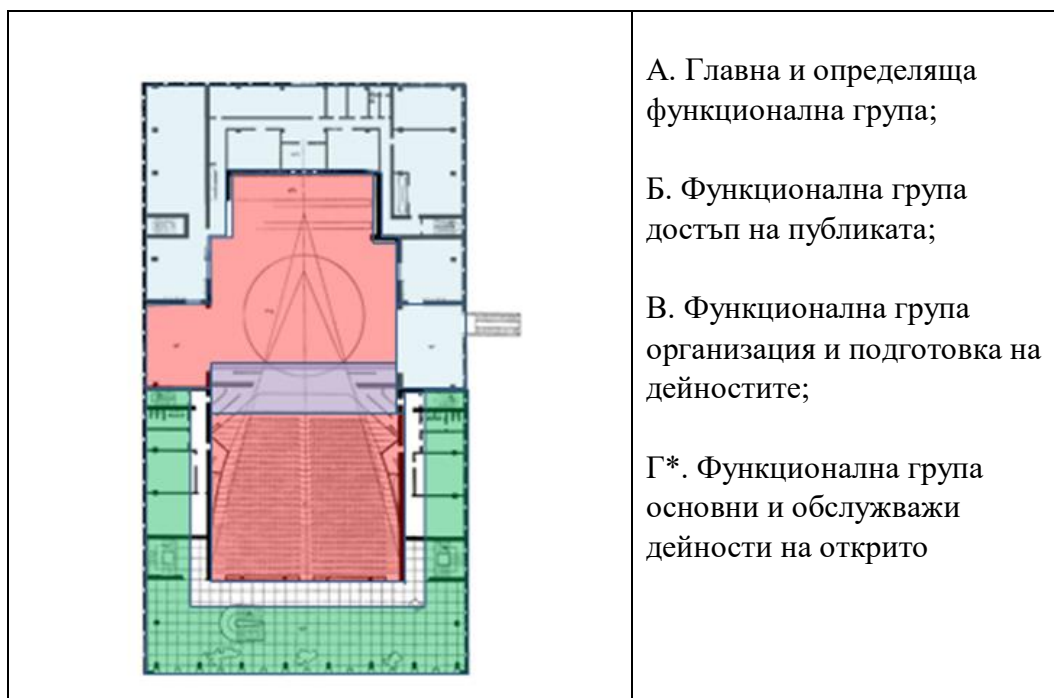 А. Главна и определяща
функционална група;
Б. Функционална група
достъп на публиката;
В. Функционална група
организация и подготовка на
дейностите;
Г*. Функционална група
основни и обслужважи
дейности на открито